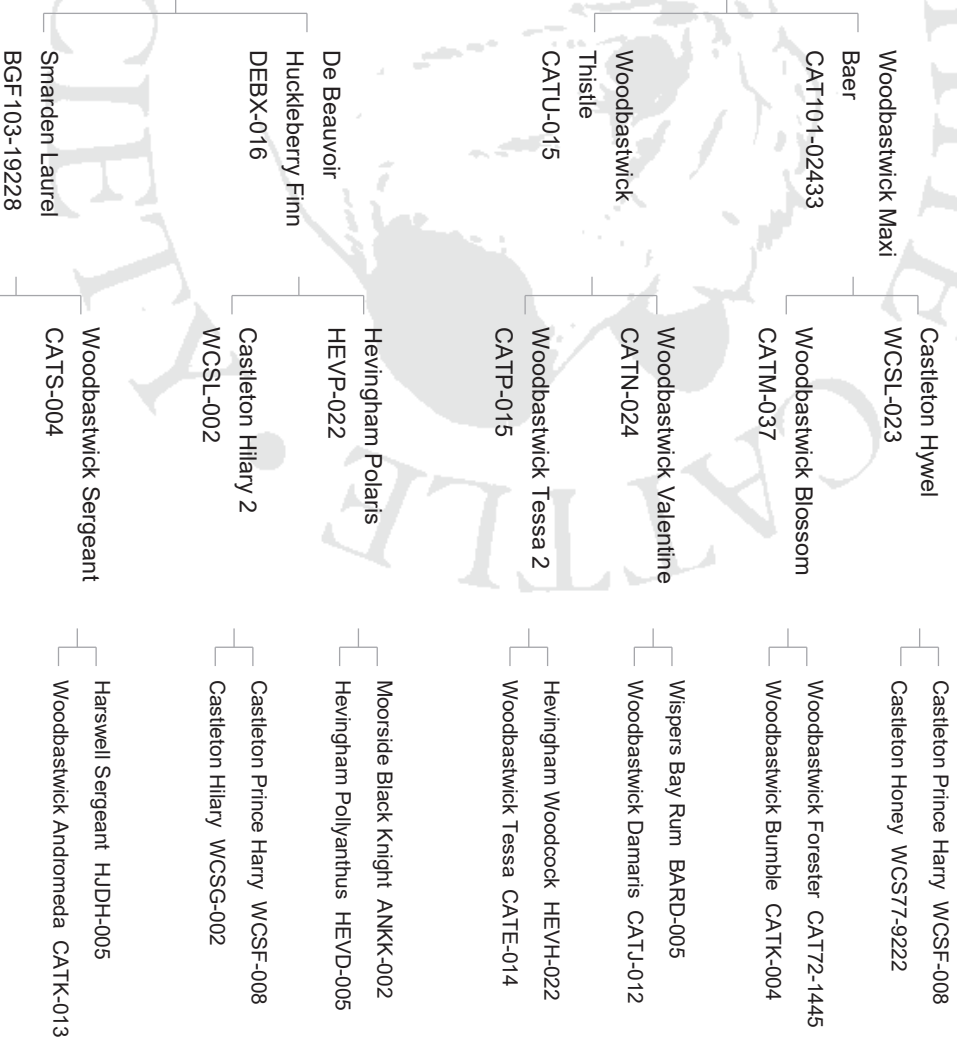 Woodbastwick Maxi
Baer
CAT101-02433
Woodbastwick
Thistle
CATU-015
De Beauvoir
Huckleberry Finn
DEBX-016
Smarden Laurel
BGF103-19228
Castleton Hywel
WCSL-023
Woodbastwick Blossom
CATM-037
Woodbastwick Valentine
CATN-024
Woodbastwick Tessa 2
CATP-015
Hevingham Polaris
HEVP-022
Castleton Hilary 2
WCSL-002
Woodbastwick Sergeant
CATS-004
Castleton Prince Harry WCSF-008
Castleton Honey WCS77-9222
Woodbastwick Forester CAT72-1445
Woodbastwick Bumble CATK-004
Wispers Bay Rum BARD-005
Woodbastwick Damaris CATJ-012
Hevingham Woodcock HEVH-022
Woodbastwick Tessa CATE-014
Moorside Black Knight ANKK-002
Hevingham Pollyanthus HEVD-005
Castleton Prince Harry WCSF-008
Castleton Hilary WCSG-002
Harswell Sergeant HJDH-005
Woodbastwick Andromeda CATK-013
CATTLE
CIETY